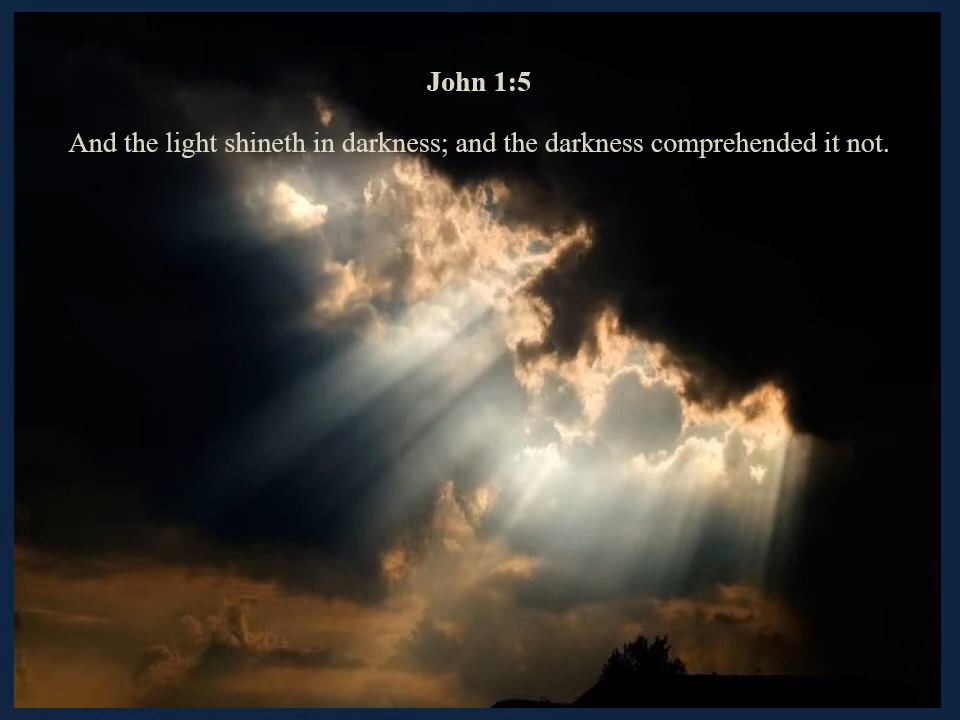 John 1:5
And the light shineth in darkness; and the darkness comprehended it not.